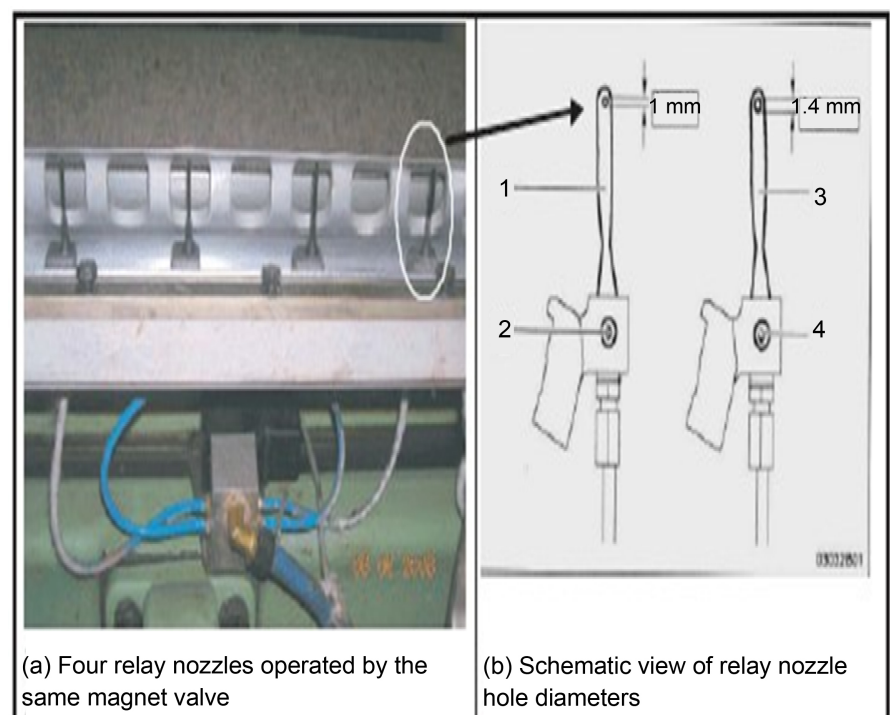 1 mm
1.4 mm
1
3
2
4
03032801
(a) Four relay nozzles operated by the
same magnet valve
(b) Schematic view of relay nozzle
hole diameters